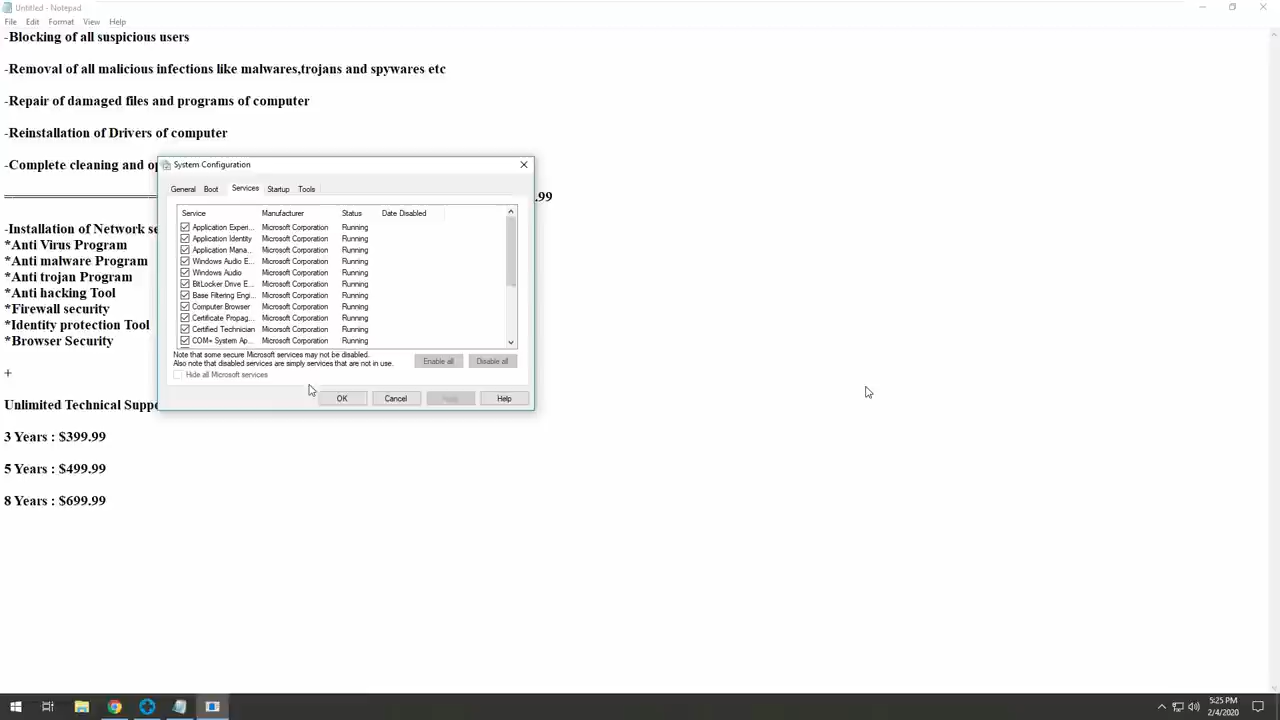 Untitled - Notepad
File Edit Format View Help
-Blocking of all suspicious users
-Removal of all malicious infections like malwares,trojans and spywares etc
-Repair of damaged files and programs of computer
-Reinstallation of Drivers of computer
-Complete cleaning and op
.99
-Installation of Network se
*Anti Virus Program
*Anti malware Program
*Anti trojan Program
*Anti hacking Tool
*Firewall security
*Identity protection Tool
*Browser Security
+
Unlimited Technical Suppo
3 Years : $399.99
5 Years : $499.99
8 Years : $699.99
System Configuration
General Boot Services Startup Tools
Service Manufacturer Status Date Disabled
Application Experi... Microsoft Corporation Running
Application Identity Microsoft Corporation Running
Application Mana... Microsoft Corporation Running
Windows Audio E... Microsoft Corporation Running
Windows Audio Microsoft Corporation Running
BitLocker Drive E... Microsoft Corporation Running
Base Filtering Engi... Microsoft Corporation Running
Computer Browser Microsoft Corporation Running
Certificate Propag... Microsoft Corporation Running
Certified Technician Micorsoft Corporation Running
COM+ System Ap... Microsoft Corporation Running
Note that some secure Microsoft services may not be disabled.
Also note that disabled services are simply services that are not in use.
Enable all Disable all
Hide all Microsoft services
OK Cancel Apply Help
5:25 PM
2/4/2020